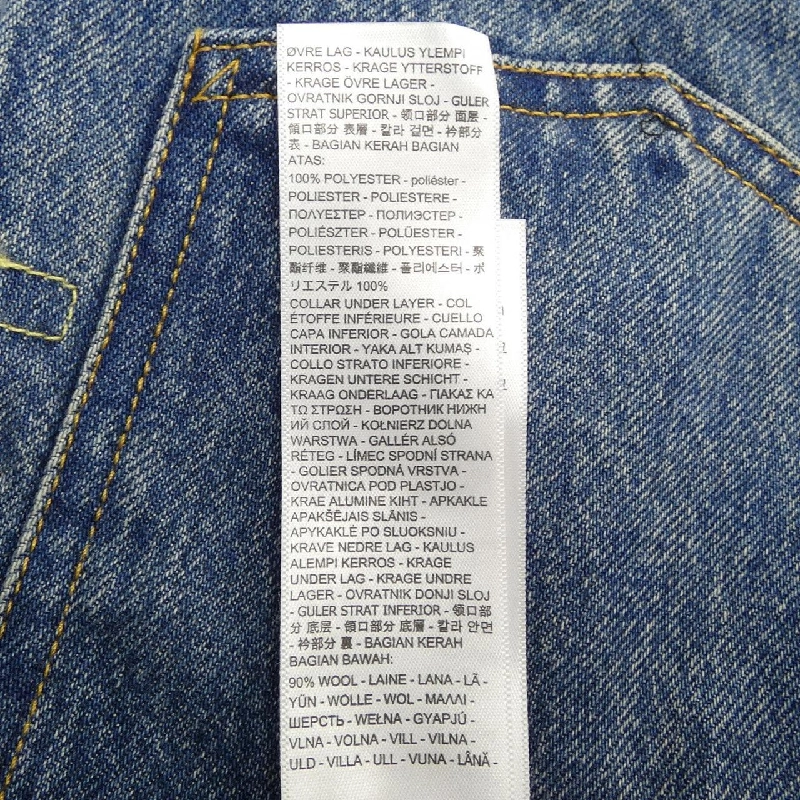 ØVRE LAG - KAULUS YLEMPI
KERROS - KRAGE YTTERSTOFF
- KRAGE ÖVRE LAGER -
OVRATNIK GORNJI SLOJ - GULER
STRAT SUPERIOR - 领口部分 面层 -
領口部分 表層 - 칼라 겉면 - 衿部分
表 - BAGIAN KERAH BAGIAN
ATAS:
100% POLYESTER - poliéster -
POLIESTER - POLIESTERE -
ΠΟΛΥΕΣΤΕΡ - ПОЛИЭСТЕР -
POLIÉSZTER - POLÜESTER -
POLIESTERIS - POLYESTERI - 聚
酯纤维 - 聚酯纖維 - 폴리에스터 - ポ
リエステル 100%
COLLAR UNDER LAYER - COL
ÉTOFFE INFÉRIEURE - CUELLO
CAPA INFERIOR - GOLA CAMADA
INTERIOR - YAKA ALT KUMAŞ -
COLLO STRATO INFERIORE -
KRAGEN UNTERE SCHICHT -
KRAAG ONDERLAAG - ΓΙΑΚΑΣ ΚΑ
ΤΩ ΣΤΡΩΣΗ - ВОРОТНИК НИЖН
ИЙ СЛОЙ - KOŁNIERZ DOLNA
WARSTWA - GALLÉR ALSÓ
RÉTEG - LÍMEC SPODNÍ STRANA
- GOLIER SPODNÁ VRSTVA -
OVRATNICA POD PLASTJO -
KRAE ALUMINE KIHT - APKAKLE
APAKŠĒJAIS SLĀNIS -
APYKAKLĖ PO SLUOKSNIU -
KRAVE NEDRE LAG - KAULUS
ALEMPI KERROS - KRAGE
UNDER LAG - KRAGE UNDRE
LAGER - OVRATNIK DONJI SLOJ
- GULER STRAT INFERIOR - 领口部
分 底层 - 領口部分 底層 - 칼라 안면
- 衿部分 裏 - BAGIAN KERAH
BAGIAN BAWAH:
90% WOOL - LAINE - LANA - LÃ -
YÜN - WOLLE - WOL - ΜΑΛΛΙ -
ШЕРСТЬ - WEŁNA - GYAPJÚ -
VLNA - VOLNA - VILL - VILNA -
ULD - VILLA - ULL - VUNA - LÂNĂ -